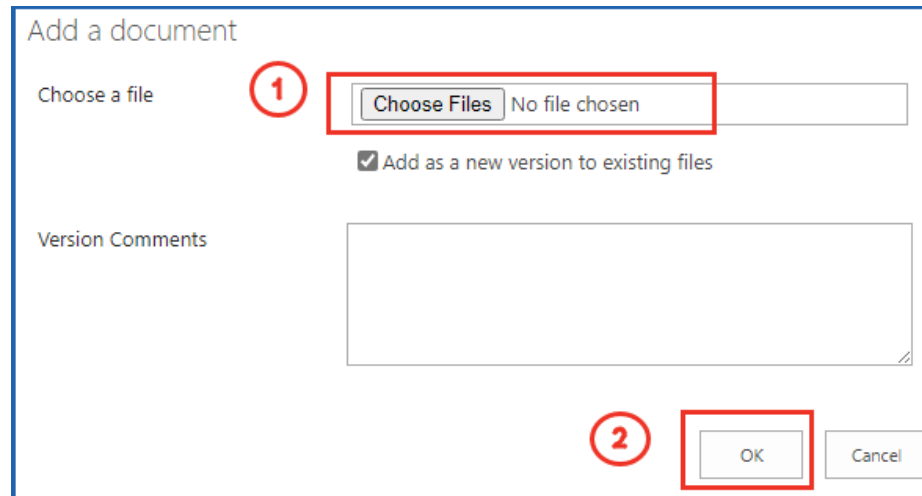 Add a document
Choose a file
1
Choose Files No file chosen
Add as a new version to existing files
Version Comments
2
OK
Cancel